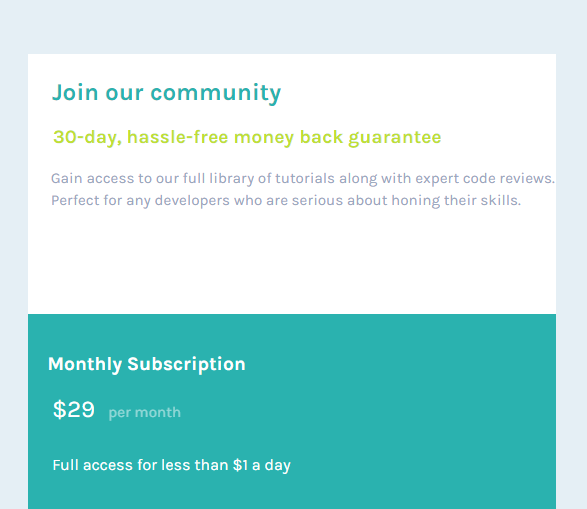 Join our community
30-day, hassle-free money back guarantee
Gain access to our full library of tutorials along with expert code reviews.
Perfect for any developers who are serious about honing their skills.
Monthly Subscription
$29 per month
Full access for less than $1 a day